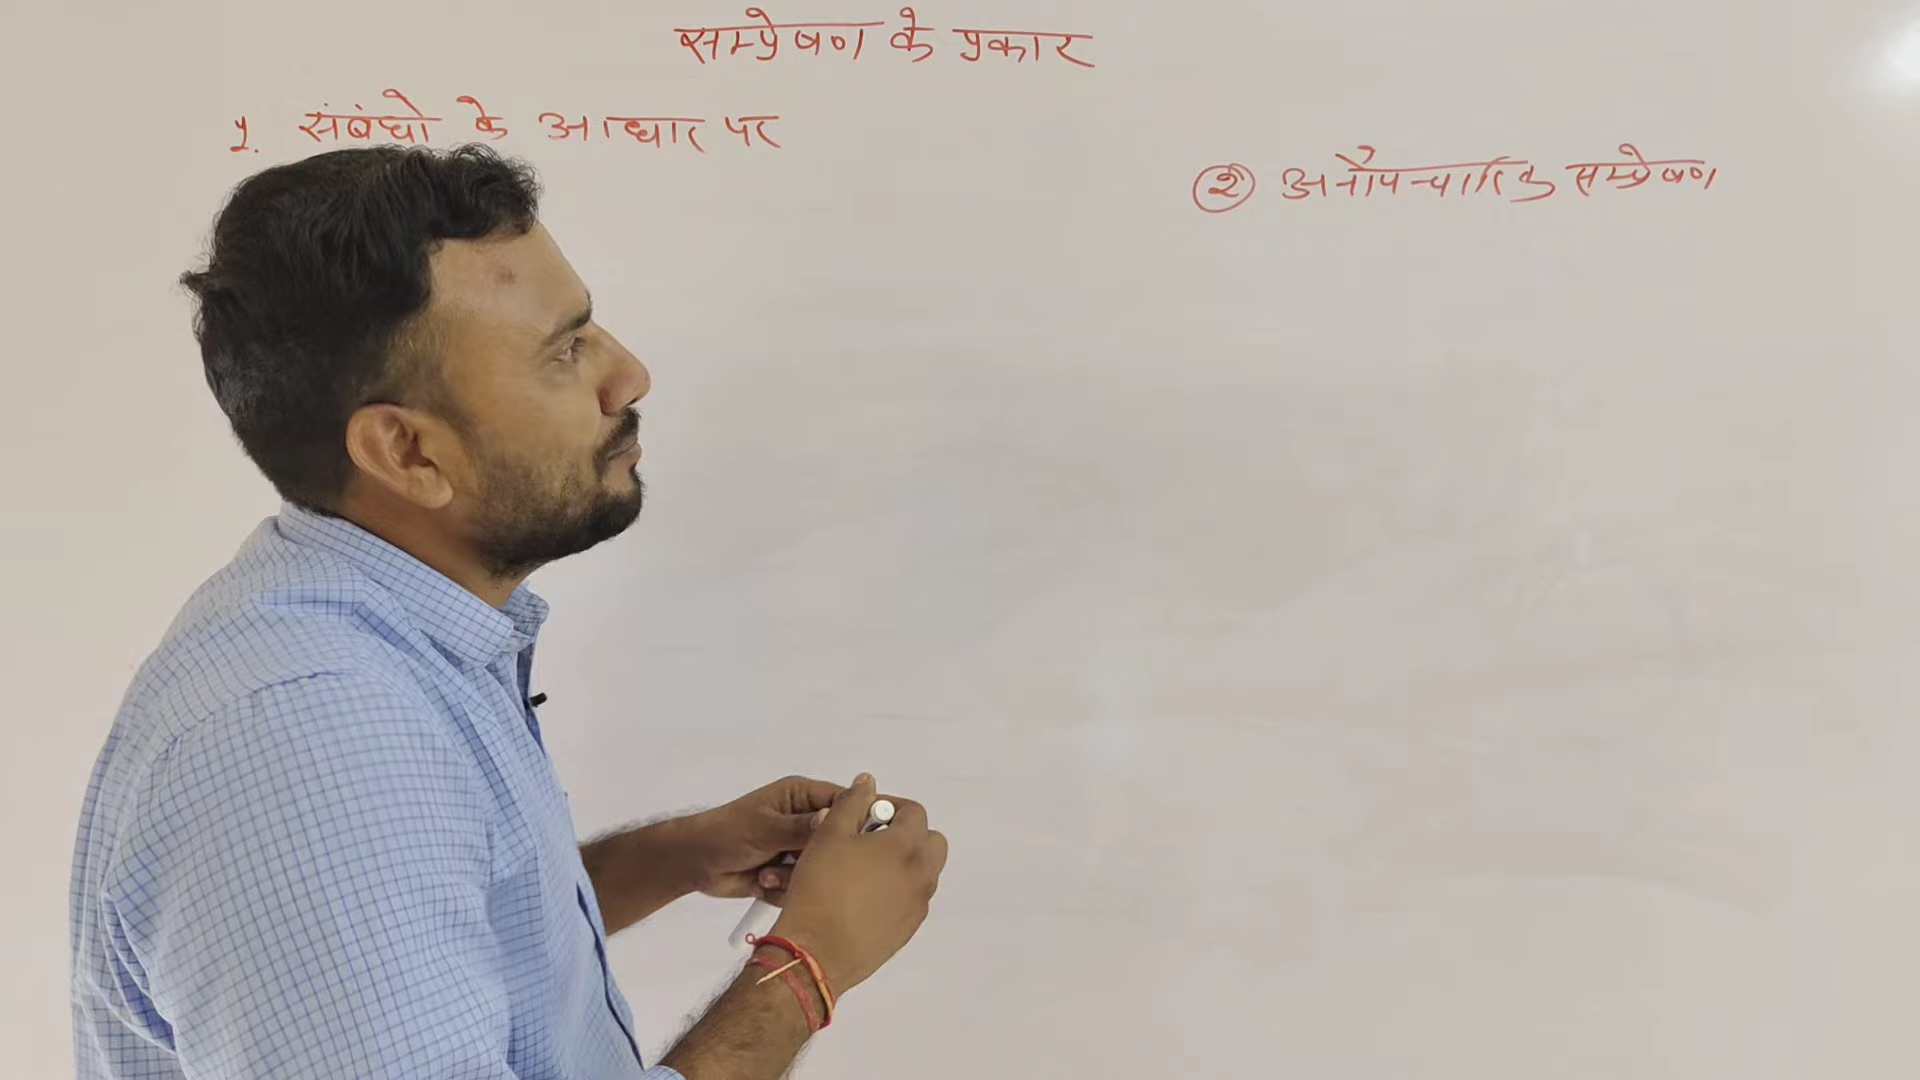 सम्प्रेषण के प्रकार
1. संबंधो के आधार पर
② अनौपचारिक सम्प्रेषण